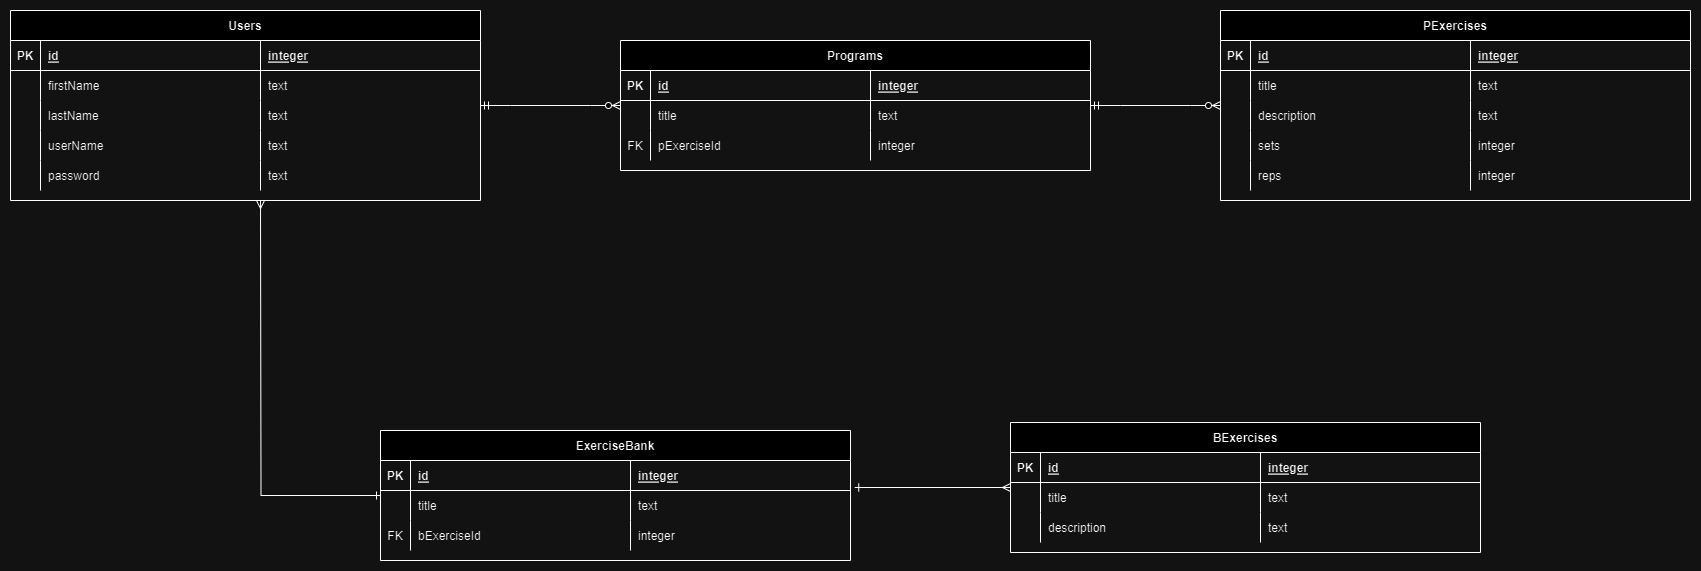 Users
PK id integer
firstName text
lastName text
userName text
password text
Programs
PK id integer
title text
FK pExerciseId integer
PExercises
PK id integer
title text
description text
sets integer
reps integer
ExerciseBank
PK id integer
title text
FK bExerciseId integer
BExercises
PK id integer
title text
description text